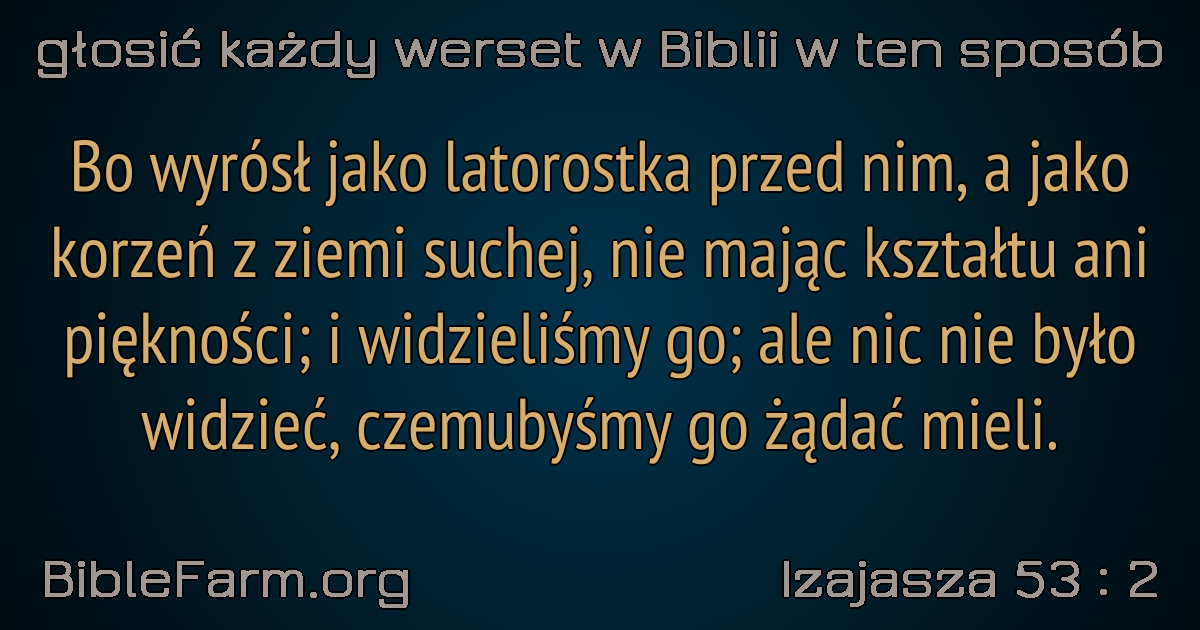 głosić każdy werset w Biblii w ten sposób
Bo wyrósł jako latorostka przed nim, a jako
korzeń z ziemi suchej, nie mając kształtu ani
piękności; i widzieliśmy go; ale nic nie było
widzieć, czemubyśmy go żądać mieli.
BibleFarm.org
Izajasza 53 : 2